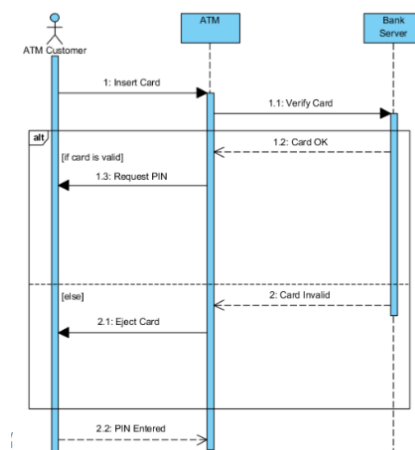 ATM
Bank
Server
ATM Customer
1: Insert Card
1.1: Verify Card
alt
1.2: Card OK
[if card is valid]
1.3: Request PIN
[else]
2: Card Invalid
2.1: Eject Card
2.2: PIN Entered